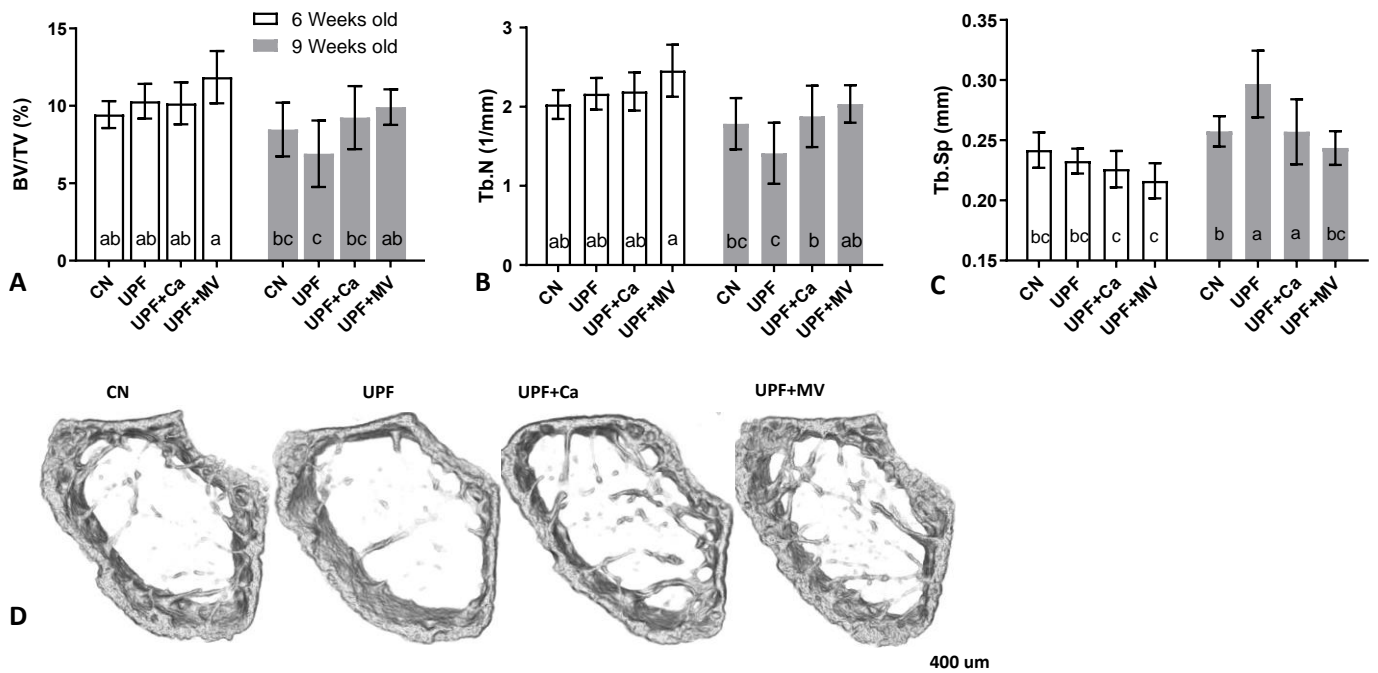 6 Weeks old
9 Weeks old
15
10
5
0
BV/TV (%)
ab ab ab a bc c bc ab
CN UPF UPF+Ca UPF+MV CN UPF UPF+Ca UPF+MV
A
3
2
1
0
Tb.N (1/mm)
ab ab ab a bc c b ab
CN UPF UPF+Ca UPF+MV CN UPF UPF+Ca UPF+MV
B
0.35
0.30
0.25
0.20
0.15
Tb.Sp (mm)
bc bc c c b a a bc
CN UPF UPF+Ca UPF+MV CN UPF UPF+Ca UPF+MV
C
CN UPF UPF+Ca UPF+MV
D
400 um